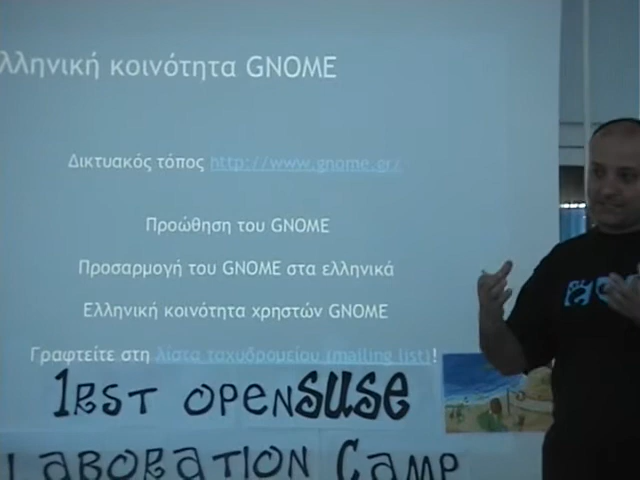 λληνική κοινότητα GNOME
Δικτυακός τόπος http://www.gnome.gr/
Προώθηση του GNOME
Προσαρμογή του GNOME στα ελληνικά
Ελληνική κοινότητα χρηστών GNOME
Γραφτείτε στη λίστα ταχυδρομείου (mailing list)!
1RST OPENSUSE
LABORATION CAMP